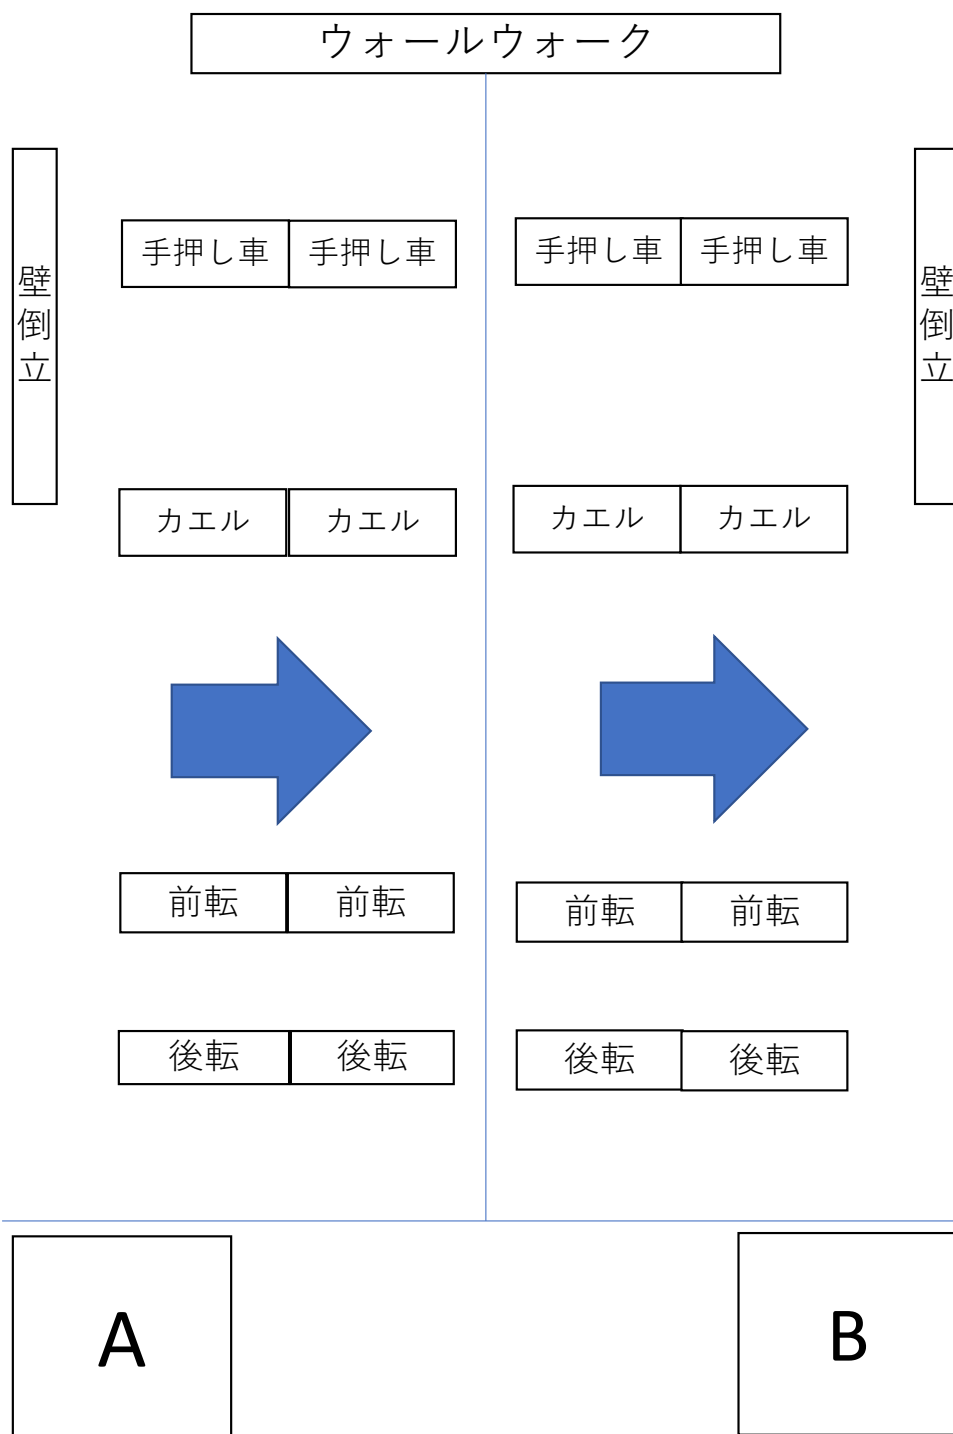 ウォールウォーク
壁倒立
手押し車 手押し車 手押し車 手押し車
壁倒立
カエル カエル カエル カエル
前転 前転 前転 前転
後転 後転 後転 後転
A B